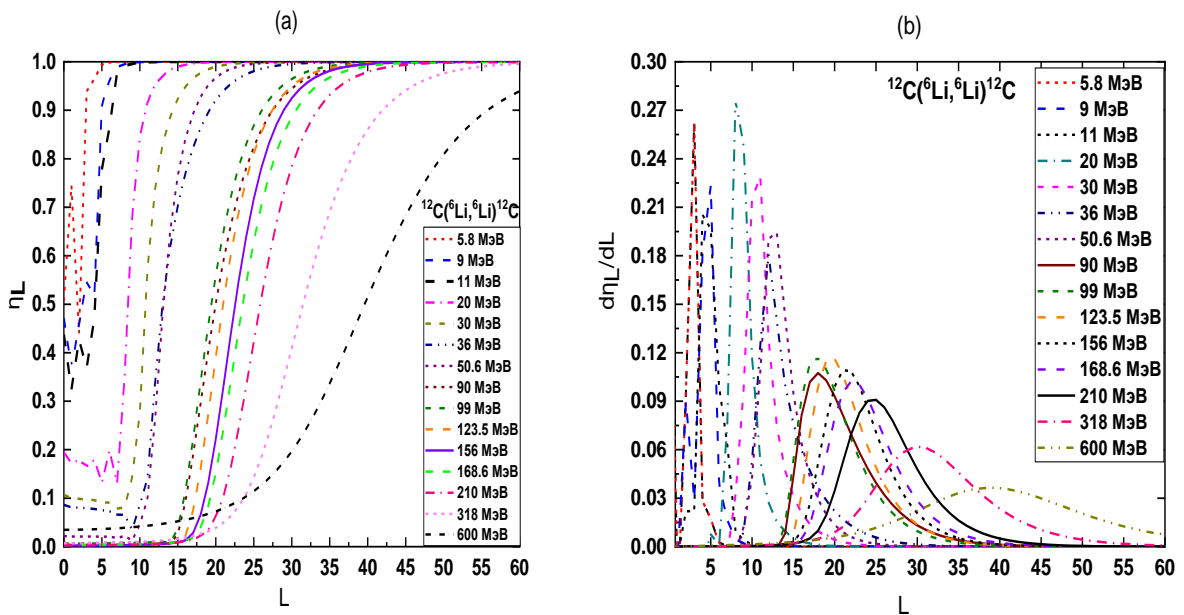 (a)
1.0
0.9
0.8
0.7
0.6
0.5
0.4
0.3
0.2
0.1
0.0
ηL
0 5 10 15 20 25 30 35 40 45 50 55 60
L
¹²C(⁶Li,⁶Li)¹²C
5.8 МэВ
9 МэВ
11 МэВ
20 МэВ
30 МэВ
36 МэВ
50.6 МэВ
90 МэВ
99 МэВ
123.5 МэВ
156 МэВ
168.6 МэВ
210 МэВ
318 МэВ
600 МэВ
(b)
0.30
0.27
0.24
0.21
0.18
0.15
0.12
0.09
0.06
0.03
0.00
dηL/dL
5 10 15 20 25 30 35 40 45 50 55 60
L
¹²C(⁶Li,⁶Li)¹²C
5.8 МэВ
9 МэВ
11 МэВ
20 МэВ
30 МэВ
36 МэВ
50.6 МэВ
90 МэВ
99 МэВ
123.5 МэВ
156 МэВ
168.6 МэВ
210 МэВ
318 МэВ
600 МэВ